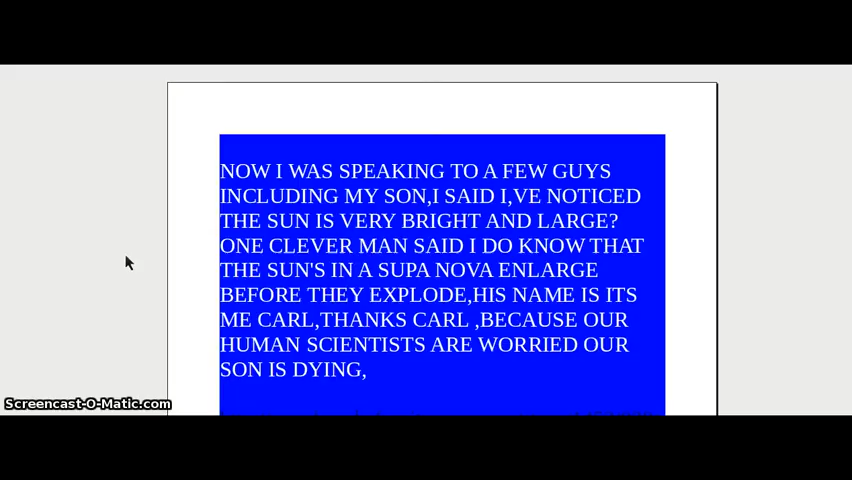 NOW I WAS SPEAKING TO A FEW GUYS
INCLUDING MY SON,I SAID I,VE NOTICED
THE SUN IS VERY BRIGHT AND LARGE?
ONE CLEVER MAN SAID I DO KNOW THAT
THE SUN'S IN A SUPA NOVA ENLARGE
BEFORE THEY EXPLODE,HIS NAME IS ITS
ME CARL,THANKS CARL ,BECAUSE OUR
HUMAN SCIENTISTS ARE WORRIED OUR
SON IS DYING,
Screencast-O-Matic.com